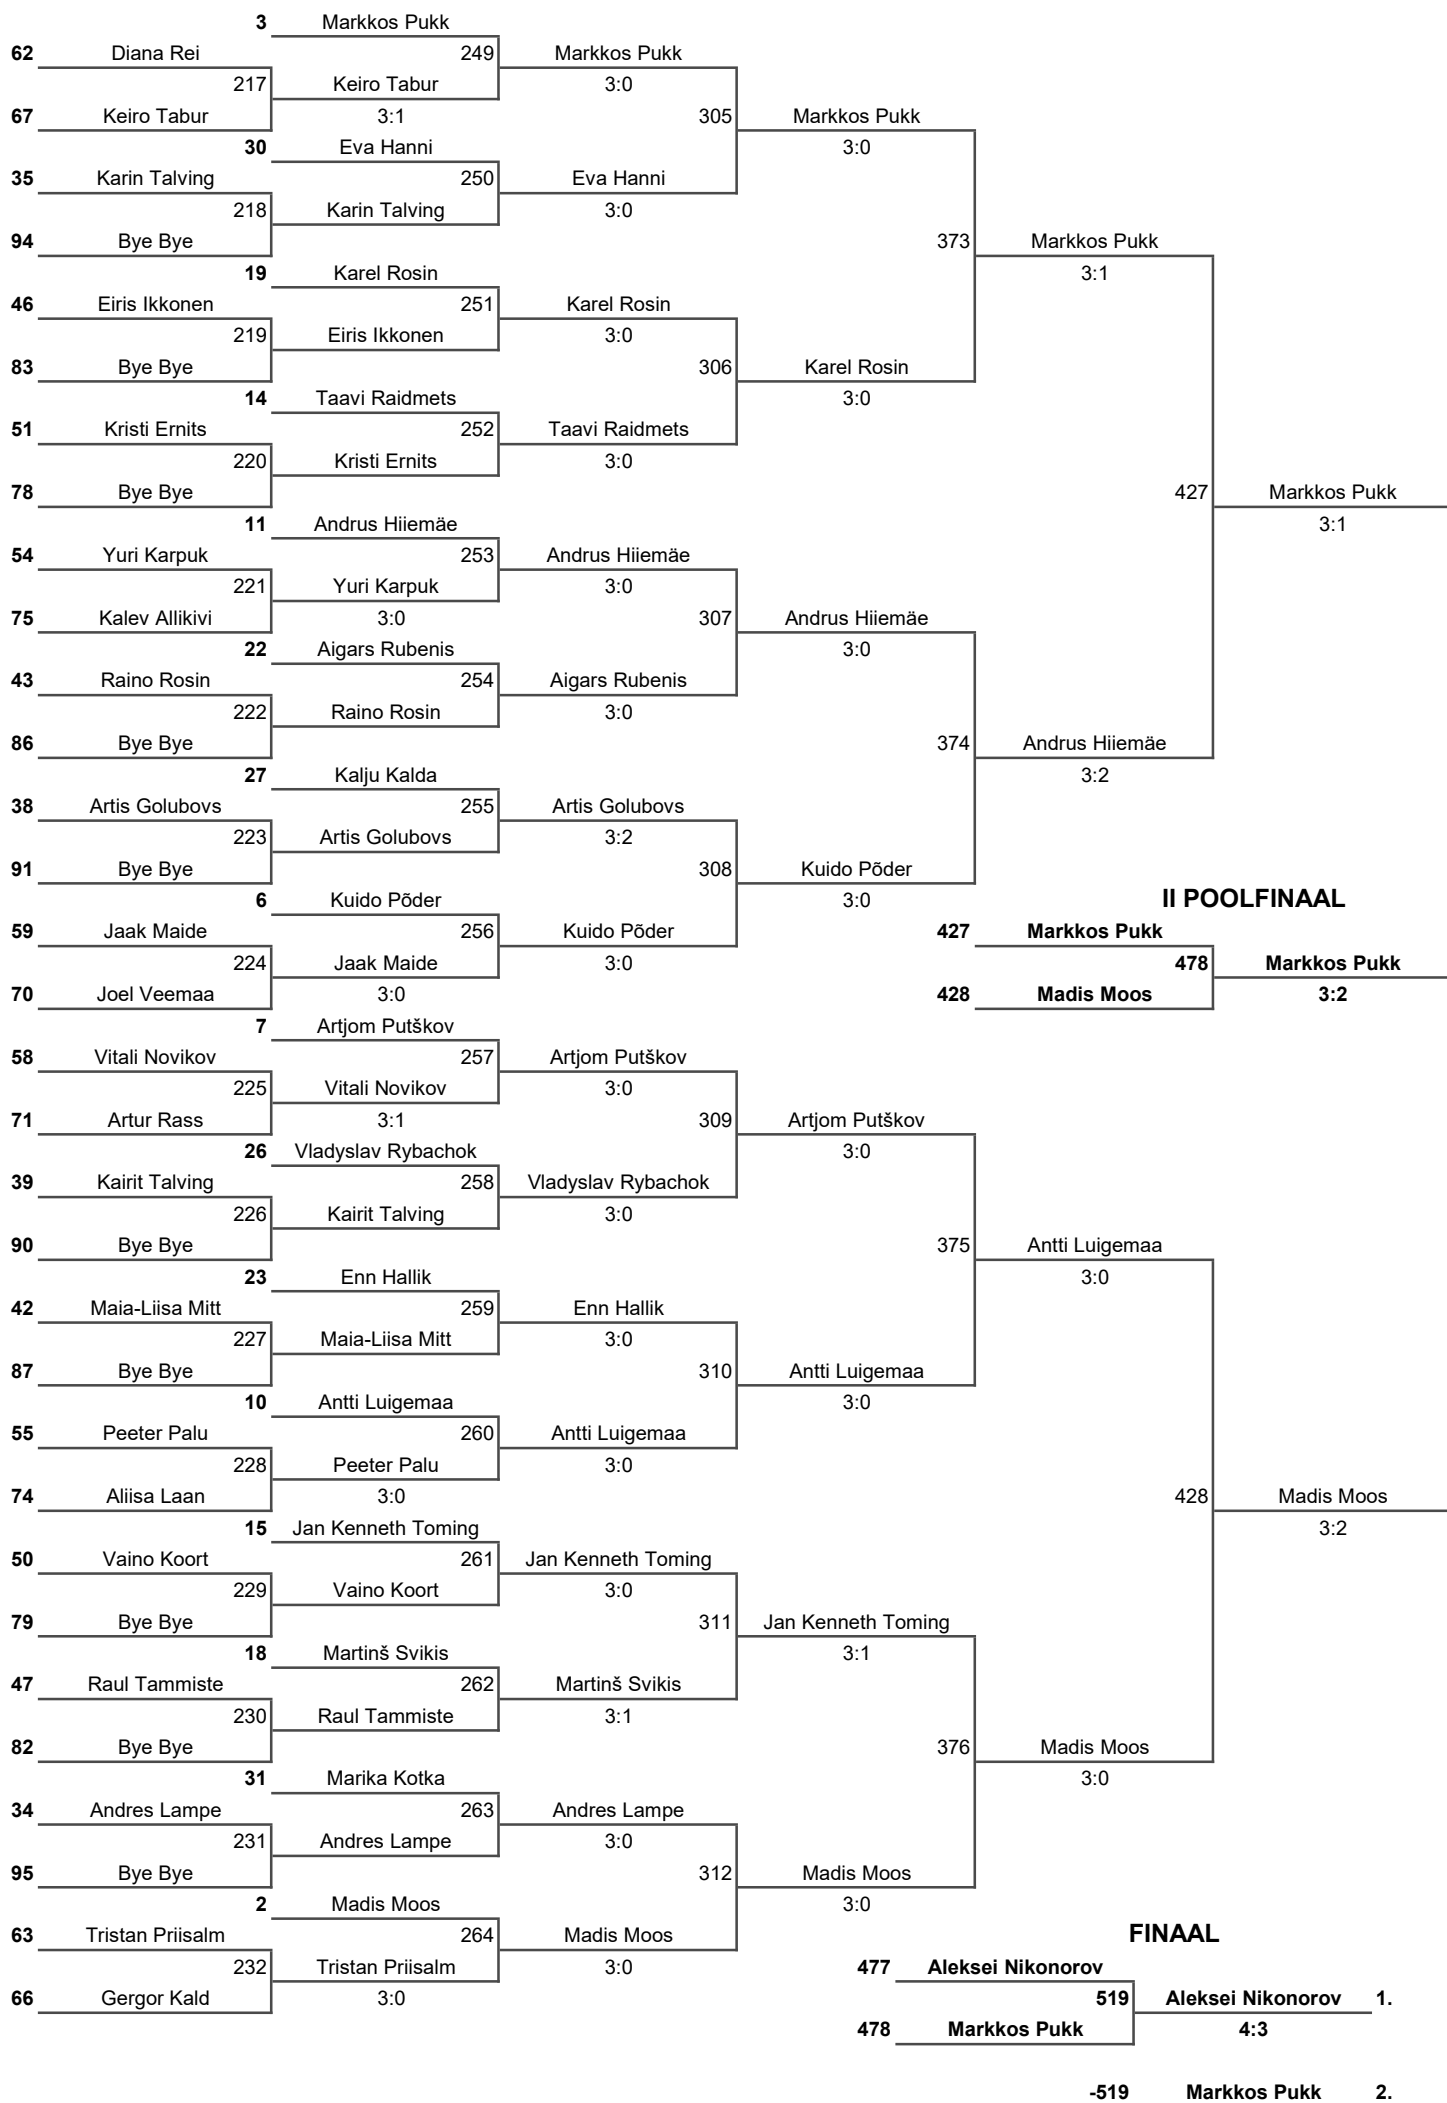 3 Markkos Pukk
62 Diana Rei 249 Markkos Pukk
217 Keiro Tabur 3:0
67 Keiro Tabur 3:1 305 Markkos Pukk
30 Eva Hanni 3:0
35 Karin Talving 250 Eva Hanni
218 Karin Talving 3:0
94 Bye Bye 373 Markkos Pukk
19 Karel Rosin 3:1
46 Eiris Ikkonen 251 Karel Rosin
219 Eiris Ikkonen 3:0
83 Bye Bye 306 Karel Rosin
14 Taavi Raidmets 3:0
51 Kristi Ernits 252 Taavi Raidmets
220 Kristi Ernits 3:0
78 Bye Bye 427 Markkos Pukk
11 Andrus Hiiemäe 3:1
54 Yuri Karpuk 253 Andrus Hiiemäe
221 Yuri Karpuk 3:0
75 Kalev Allikivi 3:0 307 Andrus Hiiemäe
22 Aigars Rubenis 3:0
43 Raino Rosin 254 Aigars Rubenis
222 Raino Rosin 3:0
86 Bye Bye 374 Andrus Hiiemäe
27 Kalju Kalda 3:2
38 Artis Golubovs 255 Artis Golubovs
223 Artis Golubovs 3:2
91 Bye Bye 308 Kuido Põder
6 Kuido Põder 3:0 II POOLFINAAL
59 Jaak Maide 256 Kuido Põder 427 Markkos Pukk
224 Jaak Maide 3:0 478 Markkos Pukk
70 Joel Veemaa 3:0 428 Madis Moos 3:2
7 Artjom Putškov
58 Vitali Novikov 257 Artjom Putškov
225 Vitali Novikov 3:0
71 Artur Rass 3:1 309 Artjom Putškov
26 Vladyslav Rybachok 3:0
39 Kairit Talving 258 Vladyslav Rybachok
226 Kairit Talving 3:0
90 Bye Bye 375 Antti Luigemaa
23 Enn Hallik 3:0
42 Maia-Liisa Mitt 259 Enn Hallik
227 Maia-Liisa Mitt 3:0
87 Bye Bye 310 Antti Luigemaa
10 Antti Luigemaa 3:0
55 Peeter Palu 260 Antti Luigemaa
228 Peeter Palu 3:0
74 Aliisa Laan 3:0 428 Madis Moos
15 Jan Kenneth Toming 3:2
50 Vaino Koort 261 Jan Kenneth Toming
229 Vaino Koort 3:0
79 Bye Bye 311 Jan Kenneth Toming
18 Martinš Svikis 3:1
47 Raul Tammiste 262 Martinš Svikis
230 Raul Tammiste 3:1
82 Bye Bye 376 Madis Moos
31 Marika Kotka 3:0
34 Andres Lampe 263 Andres Lampe
231 Andres Lampe 3:0
95 Bye Bye 312 Madis Moos
2 Madis Moos 3:0
63 Tristan Priisalm 264 Madis Moos FINAAL
232 Tristan Priisalm 3:0 477 Aleksei Nikonorov
66 Gergor Kald 3:0 519 Aleksei Nikonorov 1.
478 Markkos Pukk 4:3
-519 Markkos Pukk 2.